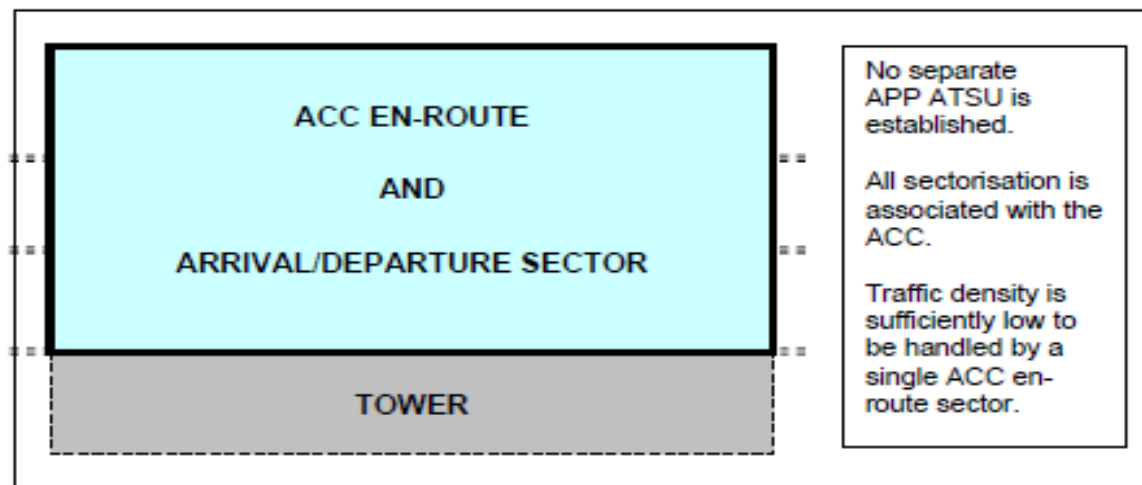 ACC EN-ROUTE
AND
ARRIVAL/DEPARTURE SECTOR
TOWER
No separate
APP ATSU is
established.
All sectorisation is
associated with the
ACC.
Traffic density is
sufficiently low to
be handled by a
single ACC en-
route sector.